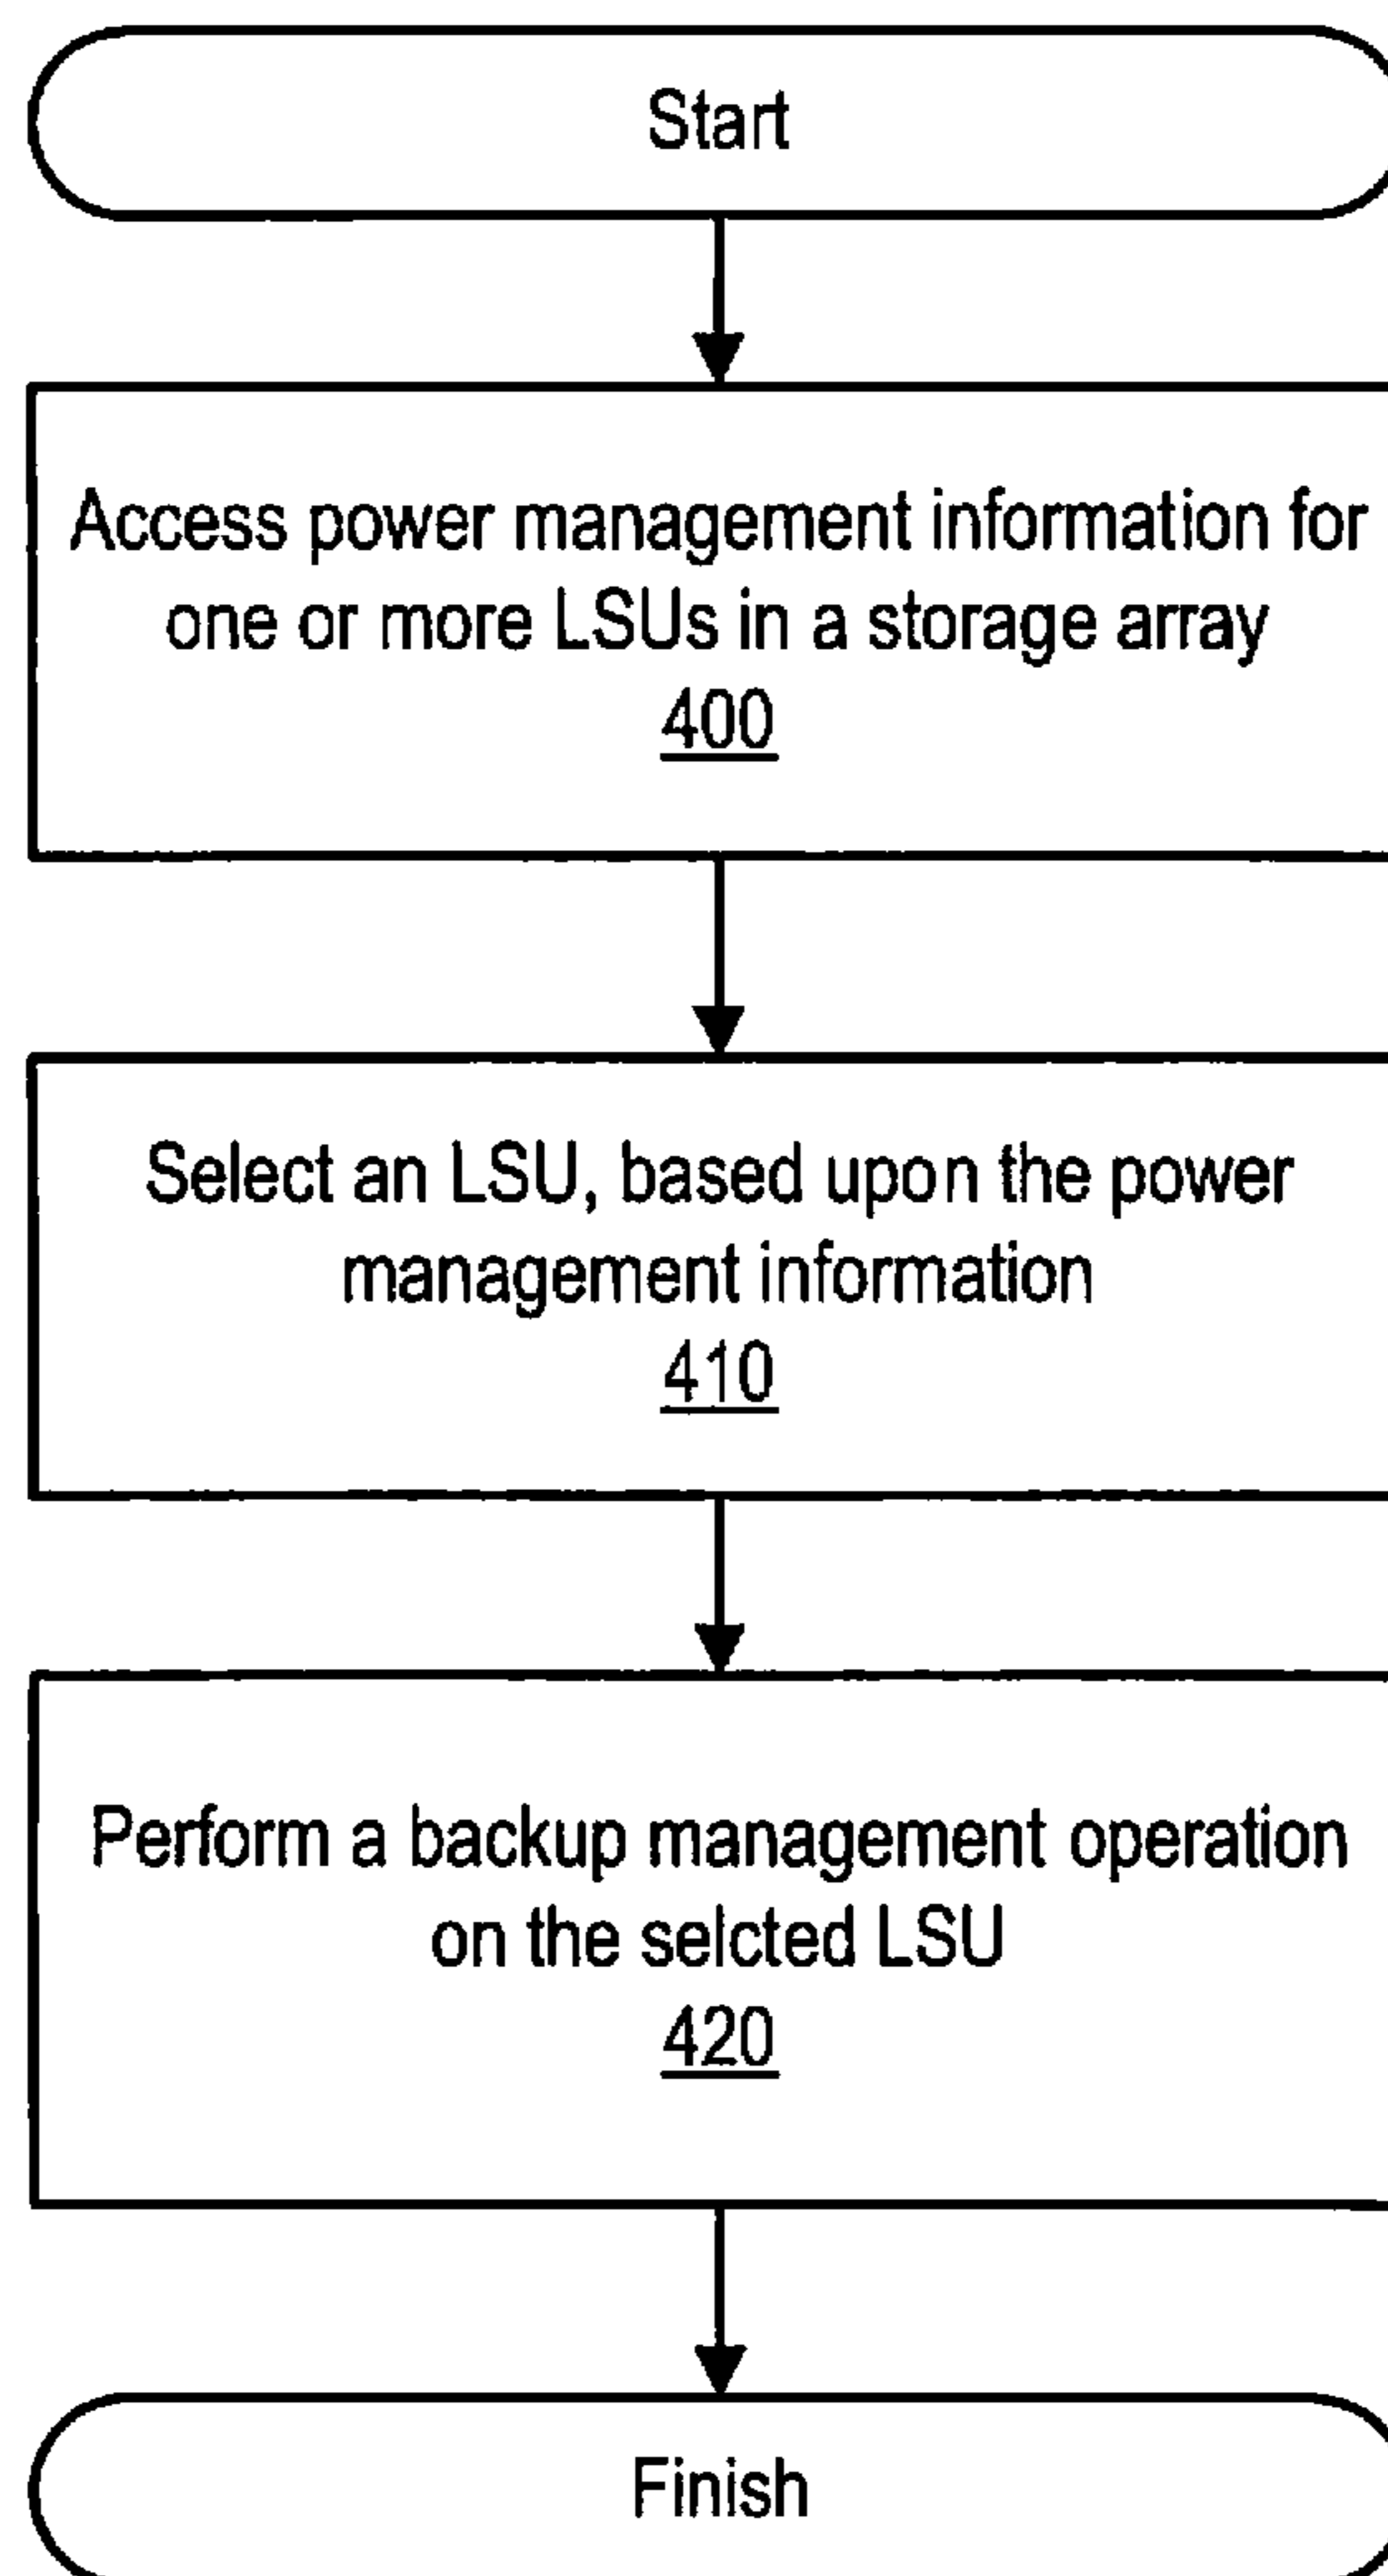 Start
Access power management information for
one or more LSUs in a storage array
400
Select an LSU, based upon the power
management information
410
Perform a backup management operation
on the selcted LSU
420
Finish